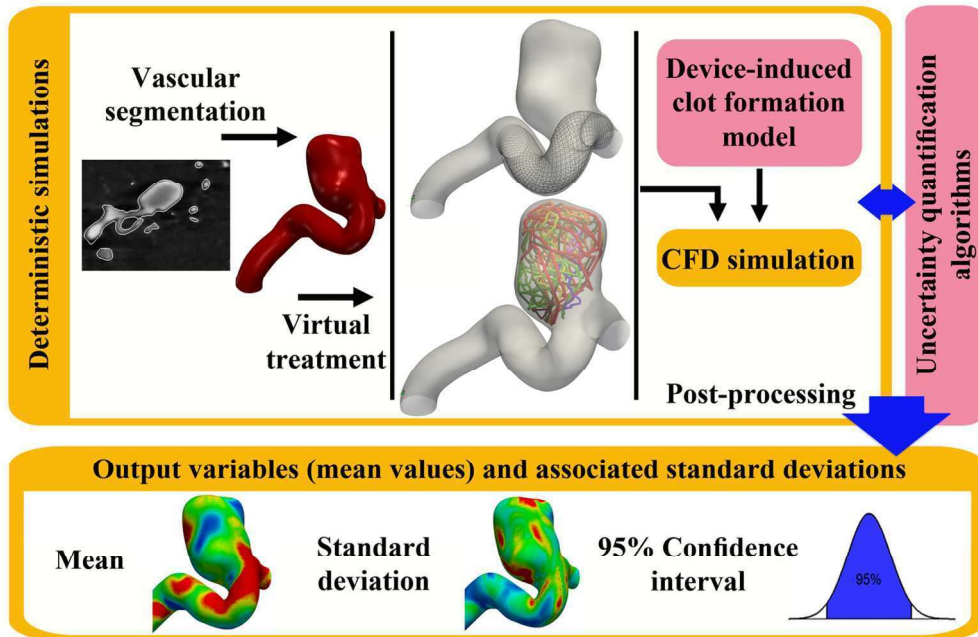 Deterministic simulations
Vascular
segmentation
Virtual
treatment
Device-induced
clot formation
model
CFD simulation
Post-processing
Uncertainty quantification
algorithms
Output variables (mean values) and associated standard deviations
Mean
Standard
deviation
95% Confidence
interval
95%